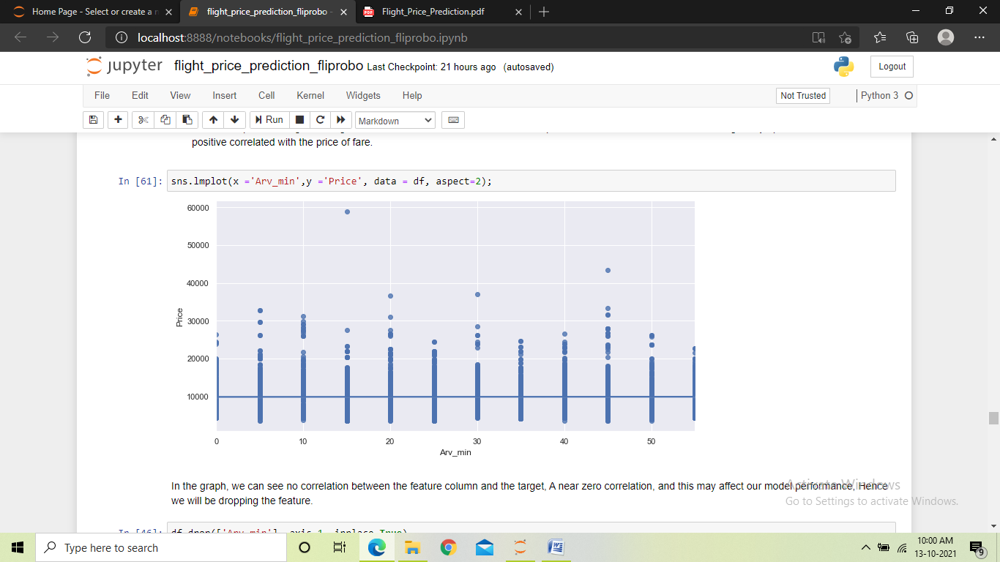 Home Page - Select or create a n
flight_price_prediction_fliprobo -
PDF
Flight_Price_Prediction.pdf
localhost:8888/notebooks/flight_price_prediction_fliprobo.ipynb
jupyter flight_price_prediction_fliprobo Last Checkpoint: 21 hours ago (autosaved)
Logout
File Edit View Insert Cell Kernel Widgets Help
Not Trusted
Python 3
Run
Markdown
positive correlated with the price of fare.
In [61]: sns.lmplot(x ='Arv_min',y ='Price', data = df, aspect=2);
60000
50000
40000
30000
20000
10000
Price
0 10 20 30 40 50
Arv_min
In the graph, we can see no correlation between the feature column and the target, A near zero correlation, and this may affect our model performance, Hence
we will be dropping the feature.
Activate Windows
Go to Settings to activate Windows.
In [46]: df.drop(['Arv_min'], axis=1, inplace=True)
Type here to search
10:00 AM
13-10-2021
9